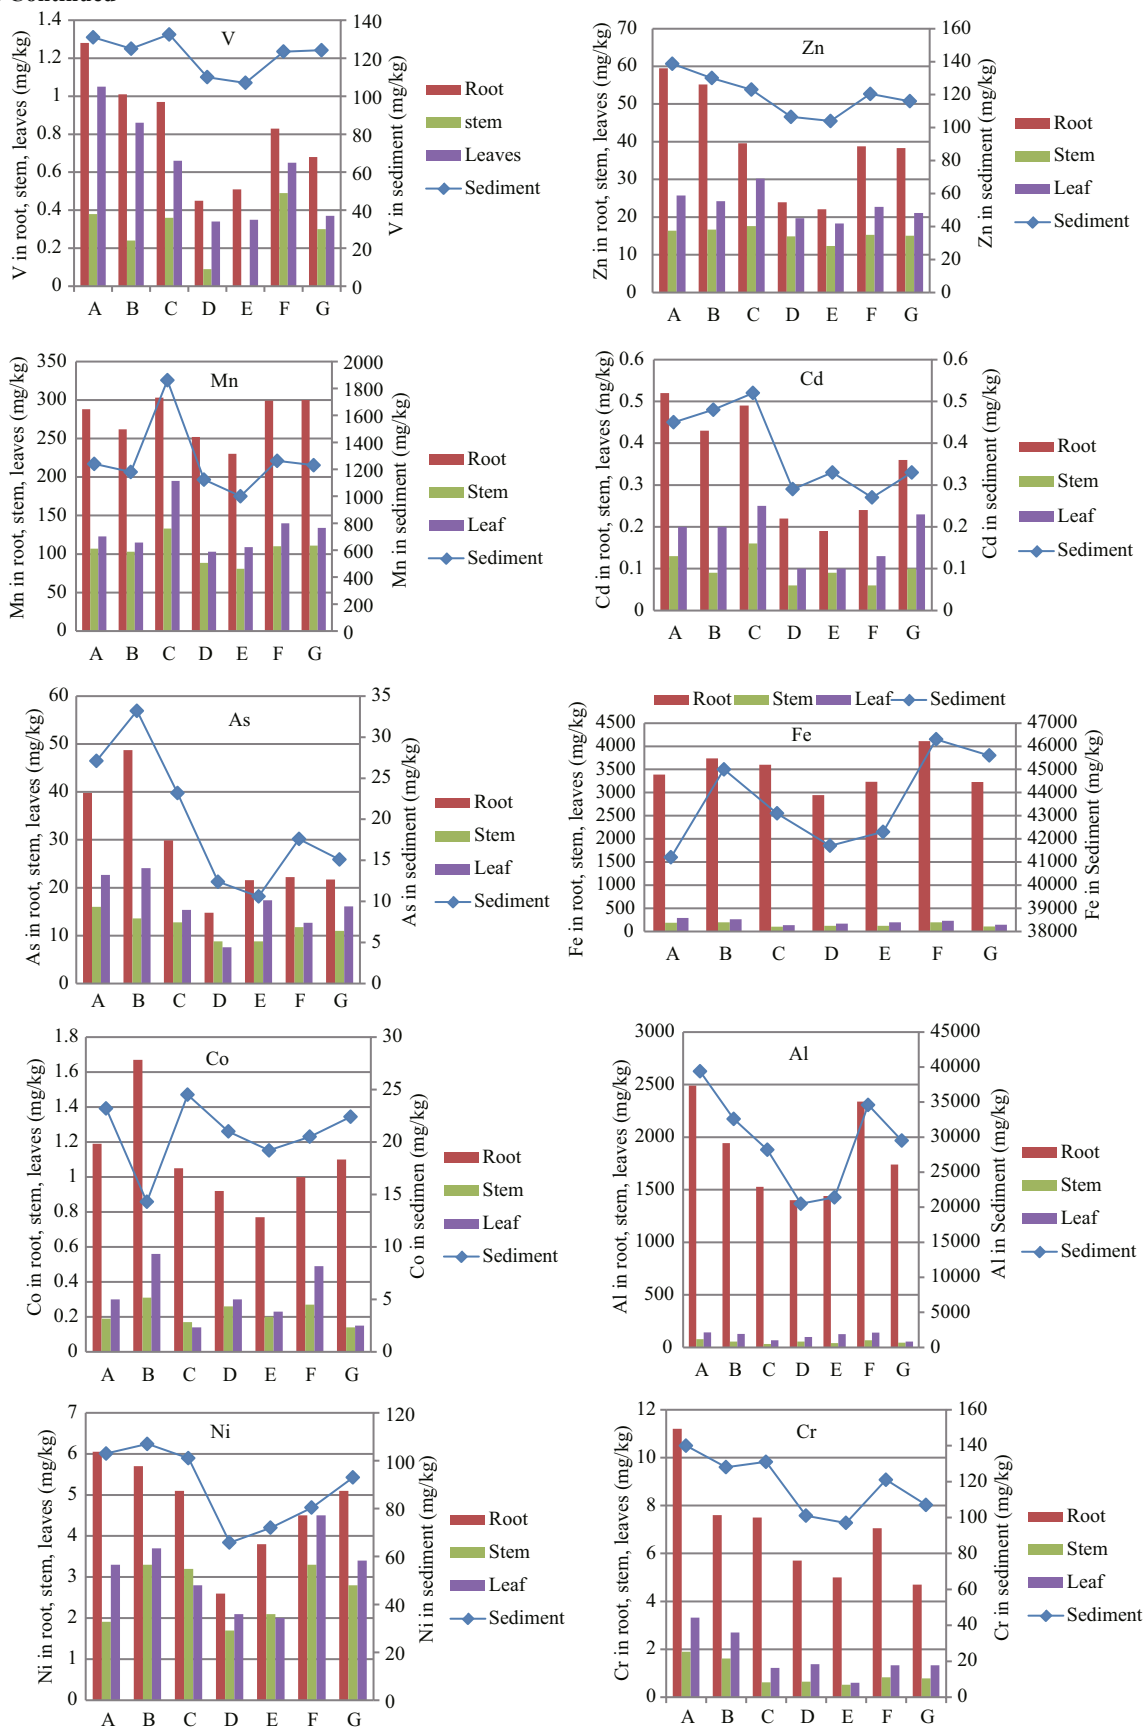 Continued
V
V in root, stem, leaves (mg/kg)
1.4
1.2
1
0.8
0.6
0.4
0.2
0
140
120
100
80
60
40
20
0
V in sediment (mg/kg)
A B C D E F G
Root
stem
Leaves
Sediment
Zn
Zn in root, stem, leaves (mg/kg)
70
60
50
40
30
20
10
0
160
140
120
100
80
60
40
20
0
Zn in sediment (mg/kg)
A B C D E F G
Root
Stem
Leaf
Sediment
Mn
Mn in root, stem, leaves (mg/kg)
350
300
250
200
150
100
50
0
2000
1800
1600
1400
1200
1000
800
600
400
200
0
Mn in sediment (mg/kg)
A B C D E F G
Root
Stem
Leaf
Sediment
Cd
Cd in root, stem, leaves (mg/kg)
0.6
0.5
0.4
0.3
0.2
0.1
0
0.6
0.5
0.4
0.3
0.2
0.1
0
Cd in sediment (mg/kg)
A B C D E F G
Root
Stem
Leaf
Sediment
As
As in root, stem, leaves (mg/kg)
60
50
40
30
20
10
0
35
30
25
20
15
10
5
0
As in sediment (mg/kg)
A B C D E F G
Root
Stem
Leaf
Sediment
Root Stem Leaf Sediment
Fe
Fe in root, stem, leaves (mg/kg)
4500
4000
3500
3000
2500
2000
1500
1000
500
0
47000
46000
45000
44000
43000
42000
41000
40000
39000
38000
Fe in Sediment (mg/kg)
A B C D E F G
Co
Co in root, stem, leaves (mg/kg)
1.8
1.6
1.4
1.2
1
0.8
0.6
0.4
0.2
0
30
25
20
15
10
5
0
Co in sedimen (mg/kg)
A B C D E F G
Root
Stem
Leaf
Sediment
Al
Al in root, stem, leaves (mg/kg)
3000
2500
2000
1500
1000
500
0
45000
40000
35000
30000
25000
20000
15000
10000
5000
0
Al in Sediment (mg/kg)
A B C D E F G
Root
Stem
Leaf
Sediment
Ni
Ni in root, stem, leaves (mg/kg)
7
6
5
4
3
2
1
0
120
100
80
60
40
20
0
Ni in sediment (mg/kg)
A B C D E F G
Root
Stem
Leaf
Sediment
Cr
Cr in root, stem, leaves (mg/kg)
12
10
8
6
4
2
0
160
140
120
100
80
60
40
20
0
Cr in sediment (mg/kg)
A B C D E F G
Root
Stem
Leaf
Sediment